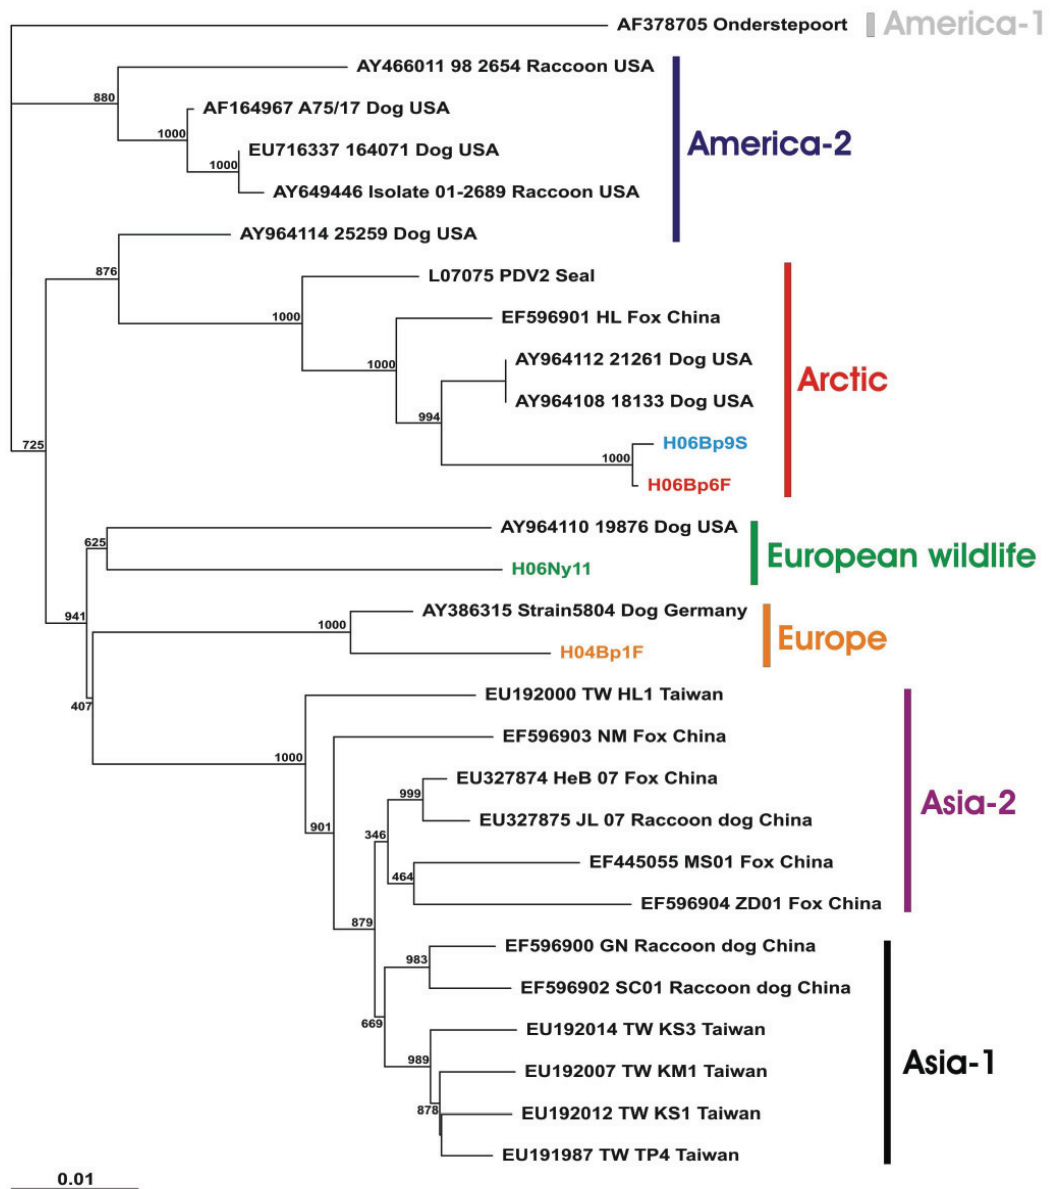 AF378705 Onderstepoort
America-1
AY466011 98 2654 Raccoon USA
880
AF164967 A75/17 Dog USA
1000
America-2
EU716337 164071 Dog USA
1000
AY649446 Isolate 01-2689 Raccoon USA
AY964114 25259 Dog USA
876
L07075 PDV2 Seal
1000
EF596901 HL Fox China
1000
AY964112 21261 Dog USA
Arctic
AY964108 18133 Dog USA
994
725
H06Bp9S
1000
H06Bp6F
AY964110 19876 Dog USA
625
European wildlife
H06Ny11
AY386315 Strain5804 Dog Germany
941
1000
Europe
H04Bp1F
EU192000 TW HL1 Taiwan
407
EF596903 NM Fox China
1000
EU327874 HeB 07 Fox China
999
Asia-2
EU327875 JL 07 Raccoon dog China
901
346
EF445055 MS01 Fox China
464
EF596904 ZD01 Fox China
879
EF596900 GN Raccoon dog China
983
EF596902 SC01 Raccoon dog China
669
EU192014 TW KS3 Taiwan
989
Asia-1
EU192007 TW KM1 Taiwan
878
EU192012 TW KS1 Taiwan
EU191987 TW TP4 Taiwan
0.01